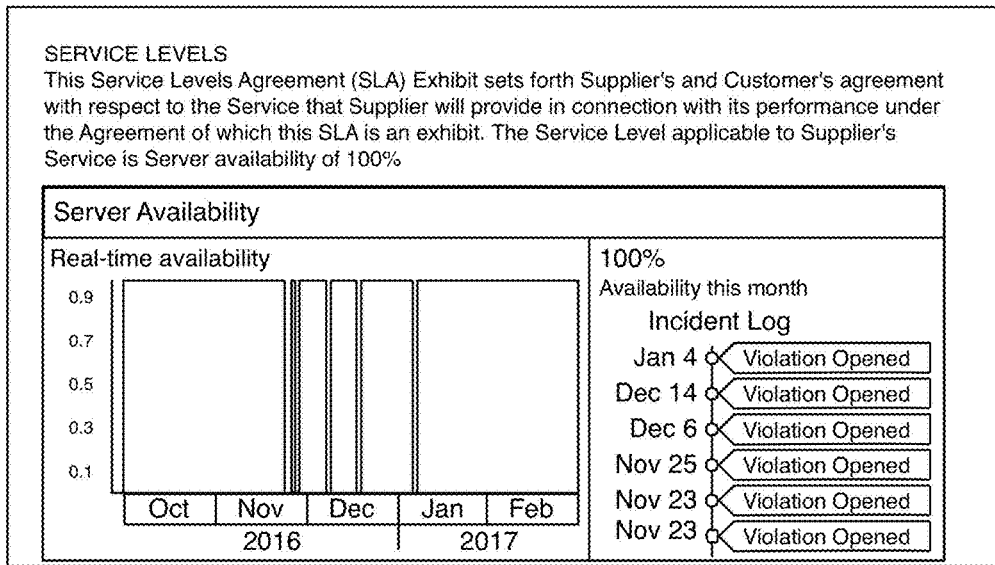 SERVICE LEVELS
This Service Levels Agreement (SLA) Exhibit sets forth Supplier's and Customer's agreement
with respect to the Service that Supplier will provide in connection with its performance under
the Agreement of which this SLA is an exhibit. The Service Level applicable to Supplier's
Service is Server availability of 100%
Server Availability
Real-time availability
0.9
0.7
0.5
0.3
0.1
Oct Nov Dec Jan Feb
2016 2017
100%
Availability this month
Incident Log
Jan 4 Violation Opened
Dec 14 Violation Opened
Dec 6 Violation Opened
Nov 25 Violation Opened
Nov 23 Violation Opened
Nov 23 Violation Opened